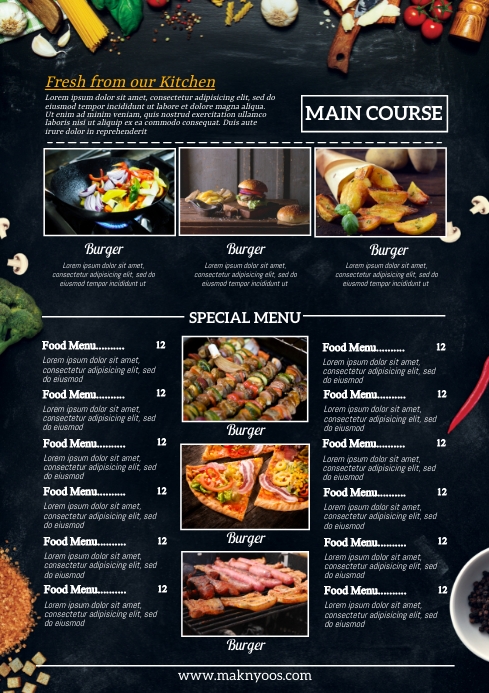 Fresh from our Kitchen
Lorem ipsum dolor sit amet, consectetur adipisicing elit, sed do
eiusmod tempor incididunt ut labore et dolore magna aliqua.
Ut enim ad minim veniam, quis nostrud exercitation ullamco
laboris nisi ut aliquip ex ea commodo consequat. Duis aute
irure dolor in reprehenderit
MAIN COURSE
Burger
Lorem ipsum dolor sit amet,
consectetur adipisicing elit, sed do
eiusmod tempor incididunt ut
Burger
Lorem ipsum dolor sit amet,
consectetur adipisicing elit, sed do
eiusmod tempor incididunt ut
Burger
Lorem ipsum dolor sit amet,
consectetur adipisicing elit, sed do
eiusmod tempor incididunt ut
SPECIAL MENU
Food Menu.......... 12
Lorem ipsum dolor sit amet,
consectetur adipisicing elit, sed
do eiusmod
Food Menu.......... 12
Lorem ipsum dolor sit amet,
consectetur adipisicing elit, sed
do eiusmod
Food Menu.......... 12
Lorem ipsum dolor sit amet,
consectetur adipisicing elit, sed
do eiusmod
Food Menu.......... 12
Lorem ipsum dolor sit amet,
consectetur adipisicing elit, sed
do eiusmod
Food Menu.......... 12
Lorem ipsum dolor sit amet,
consectetur adipisicing elit, sed
do eiusmod
Food Menu.......... 12
Lorem ipsum dolor sit amet,
consectetur adipisicing elit, sed
do eiusmod
Burger
Burger
Burger
Food Menu.......... 12
Lorem ipsum dolor sit amet,
consectetur adipisicing elit, sed
do eiusmod
Food Menu.......... 12
Lorem ipsum dolor sit amet,
consectetur adipisicing elit, sed
do eiusmod
Food Menu.......... 12
Lorem ipsum dolor sit amet,
consectetur adipisicing elit, sed
do eiusmod
Food Menu.......... 12
Lorem ipsum dolor sit amet,
consectetur adipisicing elit, sed
do eiusmod
Food Menu.......... 12
Lorem ipsum dolor sit amet,
consectetur adipisicing elit, sed
do eiusmod
Food Menu.......... 12
Lorem ipsum dolor sit amet,
consectetur adipisicing elit, sed
do eiusmod
www.maknyoos.com